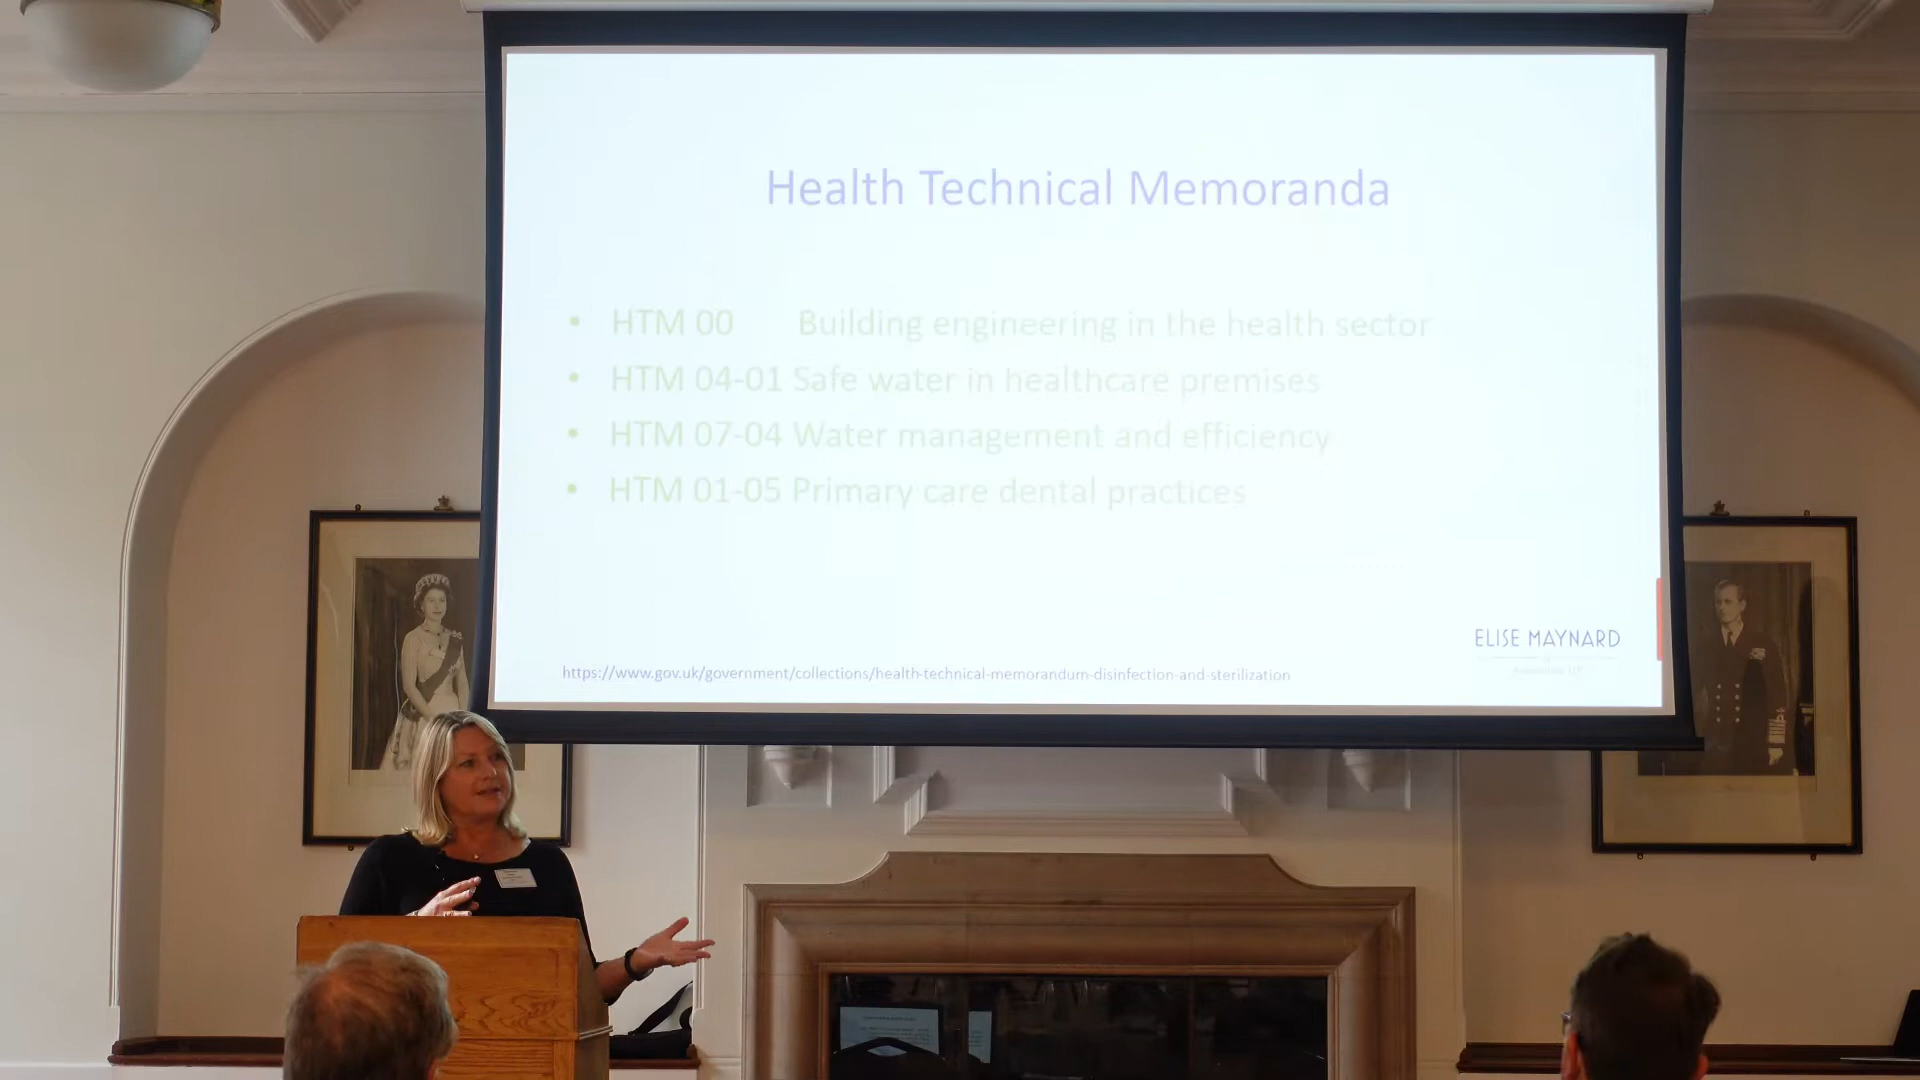 Health Technical Memoranda
• HTM 00 Building engineering in the health sector
• HTM 04-01 Safe water in healthcare premises
• HTM 07-04 Water management and efficiency
• HTM 01-05 Primary care dental practices
ELISE MAYNARD
https://www.gov.uk/government/collections/health-technical-memorandum-disinfection-and-sterilization